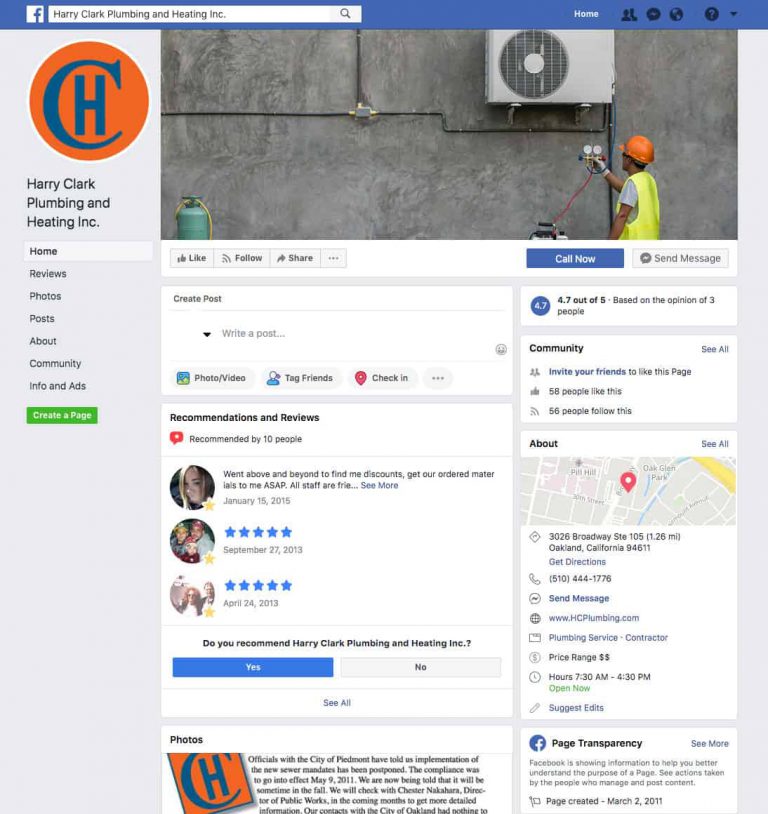 Harry Clark Plumbing and Heating Inc.
Home
CH
Harry Clark
Plumbing and
Heating Inc.
Home
Reviews
Photos
Posts
About
Community
Info and Ads
Create a Page
Like
Follow
Share
Call Now
Send Message
Create Post
Write a post...
Photo/Video
Tag Friends
Check in
Recommendations and Reviews
Recommended by 10 people
Went above and beyond to find me discounts, get our ordered mater
ials to me ASAP. All staff are frie... See More
January 15, 2015
September 27, 2013
April 24, 2013
Do you recommend Harry Clark Plumbing and Heating Inc.?
Yes
No
See All
Photos
CH
Officials with the City of Piedmont have told us implementation of
the new sewer mandates has been postponed. The compliance was
to go into effect May 9, 2011. We are now being told that it will be
sometime in the fall. We will check with Chester Nakahara, Direc-
tor of Public Works, in the coming months to get more detailed
information. Our contacts with the City of Oakland had nothing to
4.7
4.7 out of 5 · Based on the opinion of 3
people
Community
See All
Invite your friends to like this Page
58 people like this
56 people follow this
About
See All
Pill Hill
Oak Glen
Park
30th Street
3026 Broadway Ste 105 (1.26 mi)
Oakland, California 94611
Get Directions
(510) 444-1776
Send Message
www.HCPlumbing.com
Plumbing Service · Contractor
Price Range $$
Hours 7:30 AM - 4:30 PM
Open Now
Suggest Edits
Page Transparency
See More
Facebook is showing information to help you better
understand the purpose of a Page. See actions taken
by the people who manage and post content.
Page created - March 2, 2011